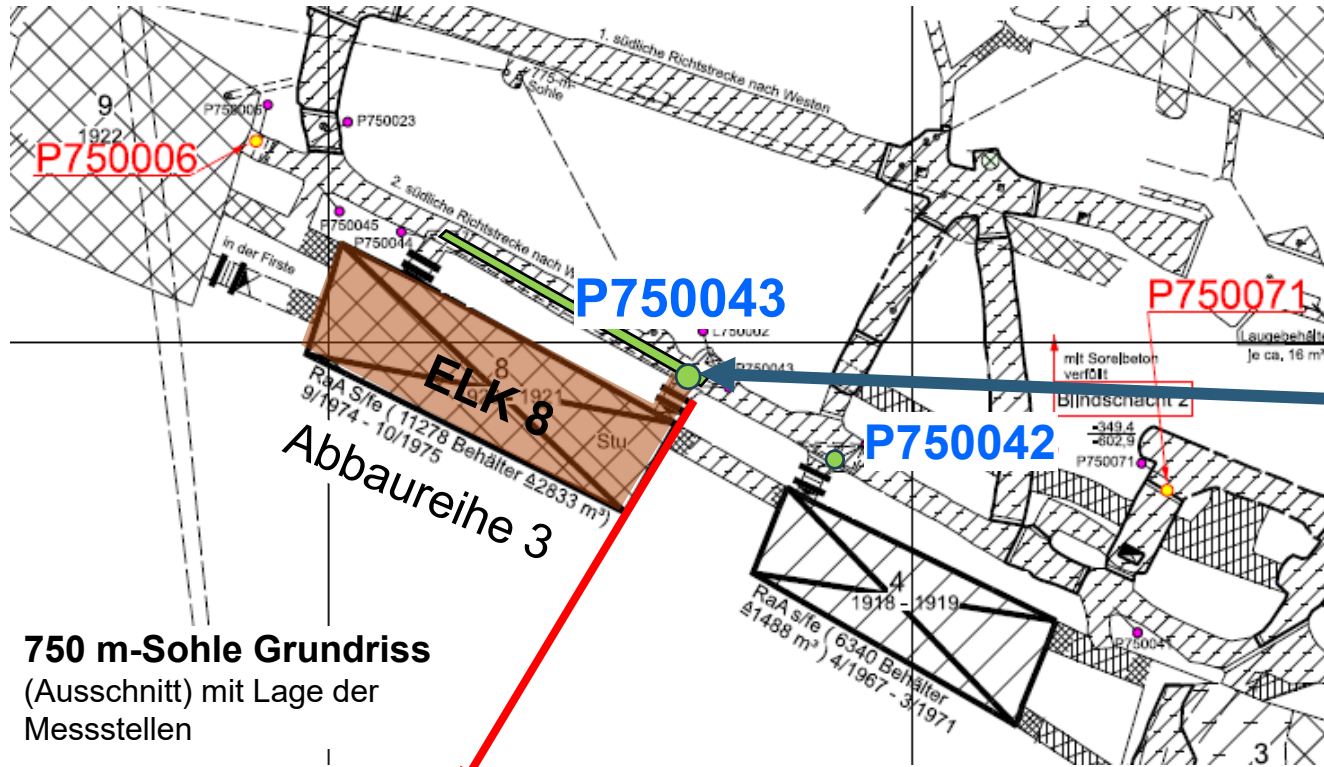 1. südliche Richtstrecke nach Westen
775-m-
Sohle
9
1922
P750023
P750006
2. südliche Richtstrecke nach W
P750045
P750044
in der Firste
P750043
P750071
Laugebehälte
je ca, 16 m³
L750002
P750043
mit Sorelbeton
verfüllt
Blindschacht 2
-349,4
-602,9
8
1921
ELK 8
Stu
RaA S/fe ( 11278 Behälter ≙2833 m³)
9/1974 - 10/1975
Abbaureihe 3
P750042
P750071
4
1918 - 1919
RaA s/fe ( 6340 Behälter
≙1488 m³ ) 4/1967 - 3/1971
P750041
3
750 m-Sohle Grundriss
(Ausschnitt) mit Lage der
Messstellen